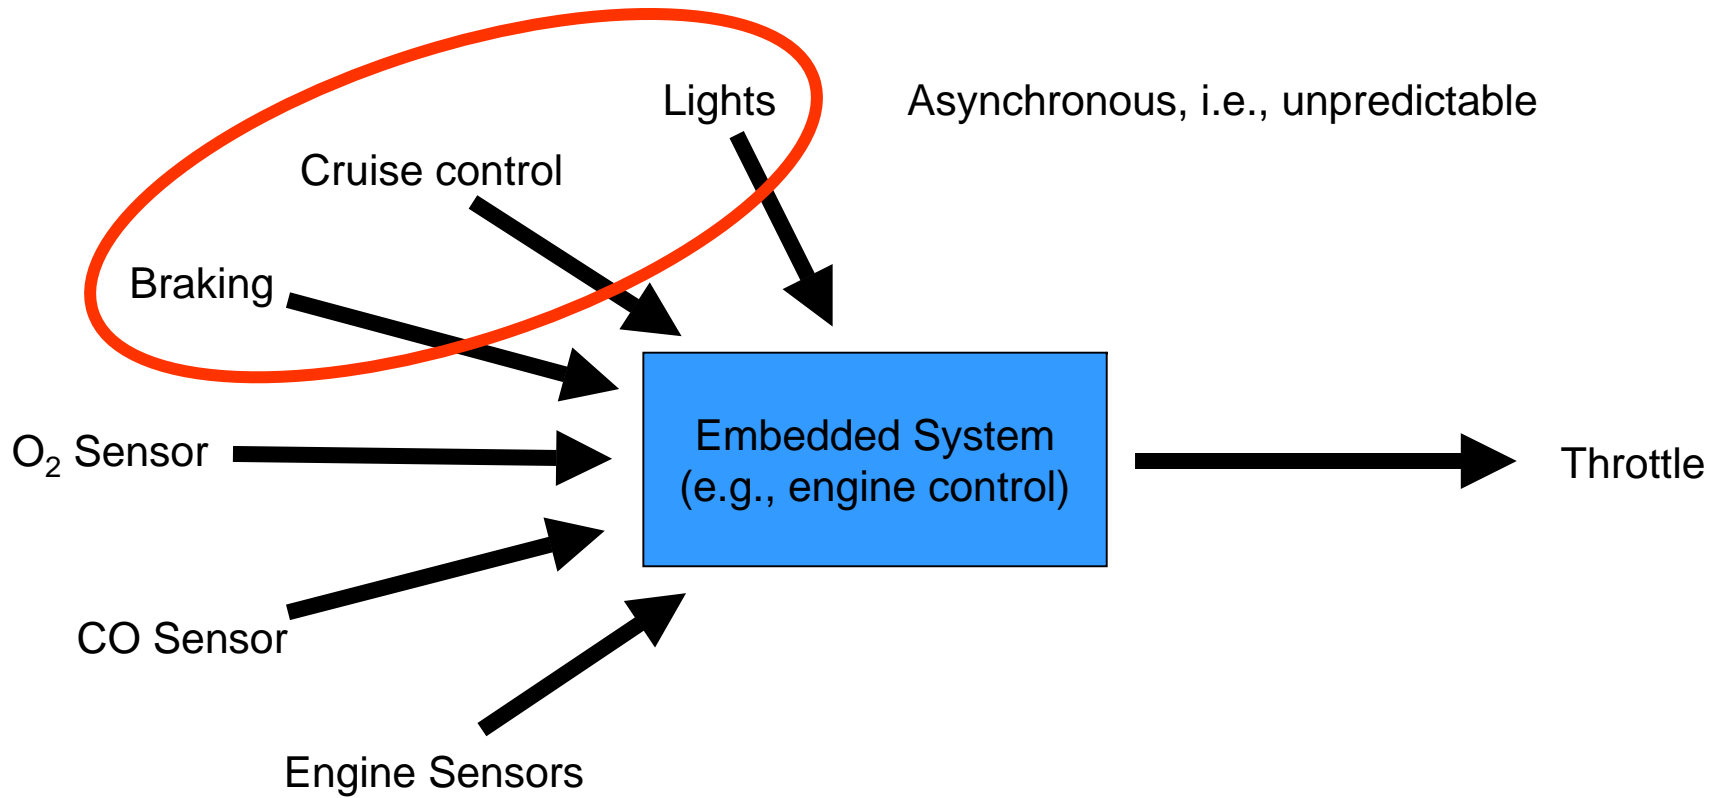 Lights
Asynchronous, i.e., unpredictable
Cruise control
Braking
O₂ Sensor
Embedded System
(e.g., engine control)
Throttle
CO Sensor
Engine Sensors